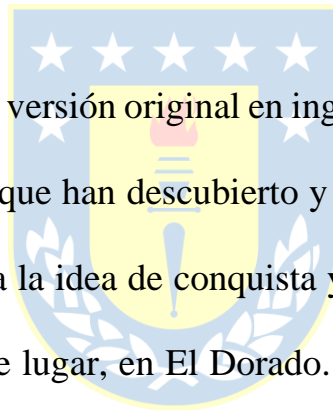 versión original en ing
que han descubierto y
a la idea de conquista y
e lugar, en El Dorado.